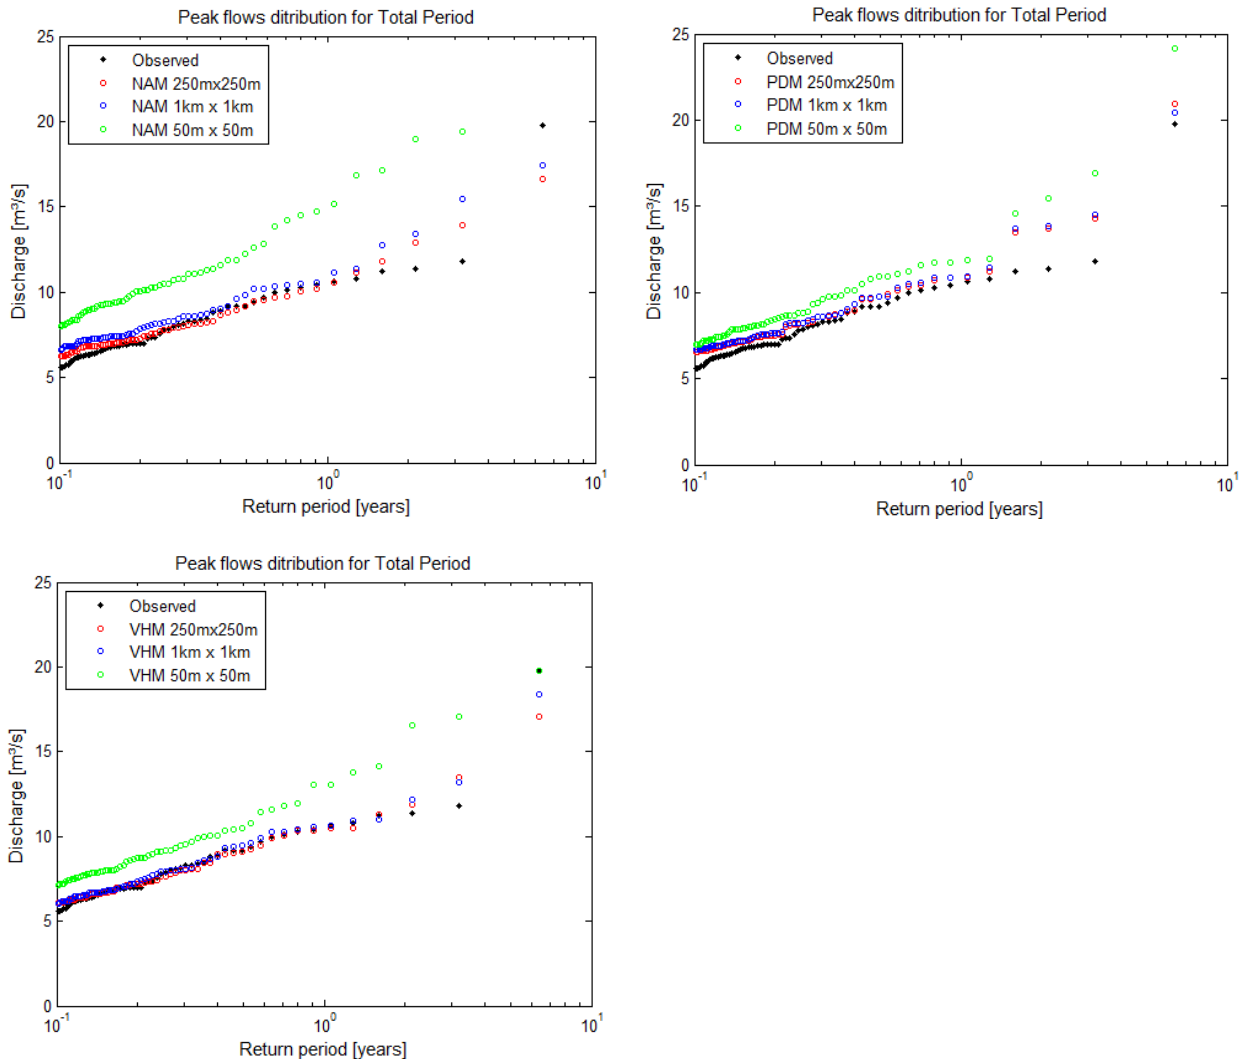 Peak flows ditribution for Total Period
25
20
15
10
5
0
Discharge [m³/s]
Observed
NAM 250mx250m
NAM 1km x 1km
NAM 50m x 50m
10⁻¹
10⁰
10¹
Return period [years]
Peak flows ditribution for Total Period
25
20
15
10
5
0
Discharge [m³/s]
Observed
PDM 250mx250m
PDM 1km x 1km
PDM 50m x 50m
10⁻¹
10⁰
10¹
Return period [years]
Peak flows ditribution for Total Period
25
20
15
10
5
0
Discharge [m³/s]
Observed
VHM 250mx250m
VHM 1km x 1km
VHM 50m x 50m
10⁻¹
10⁰
10¹
Return period [years]